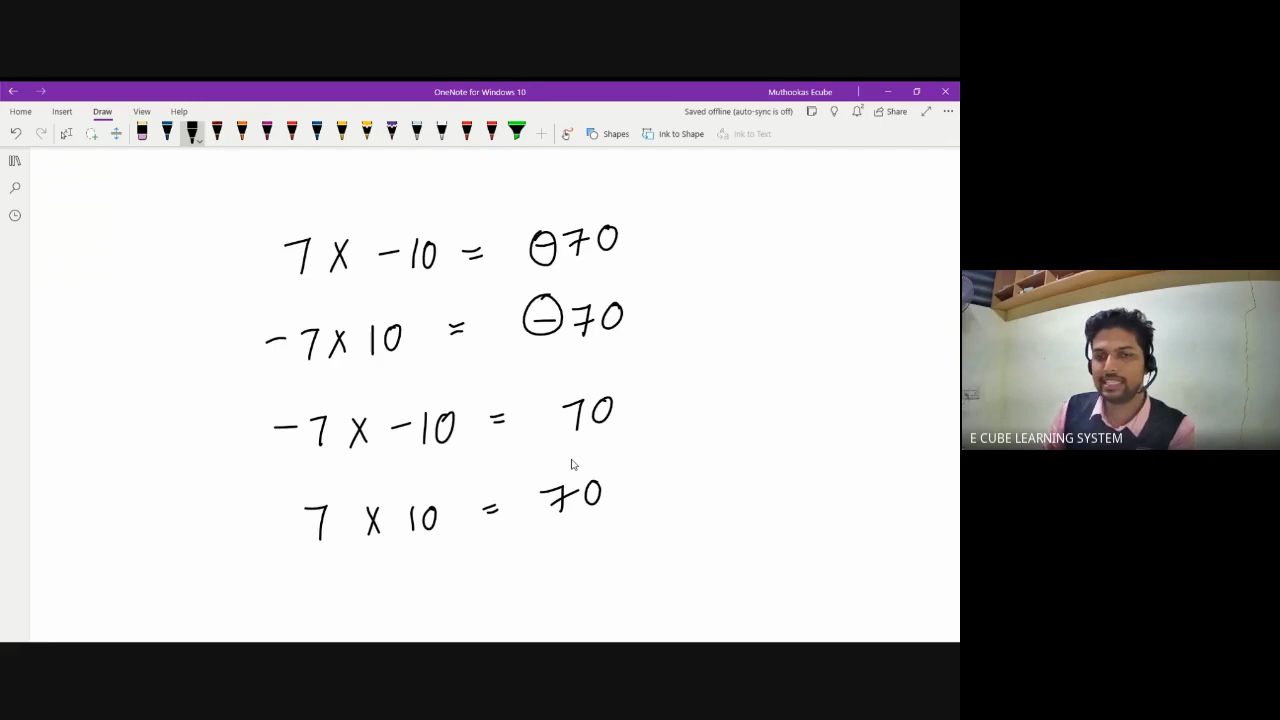 OneNote for Windows 10
Muthookas Ecube
Home Insert Draw View Help
Saved offline (auto-sync is off)
Share
Shapes
Ink to Shape
Ink to Text
7 x -10 = -70
-7 x 10 = -70
-7 x -10 = 70
7 x 10 = 70
E CUBE LEARNING SYSTEM